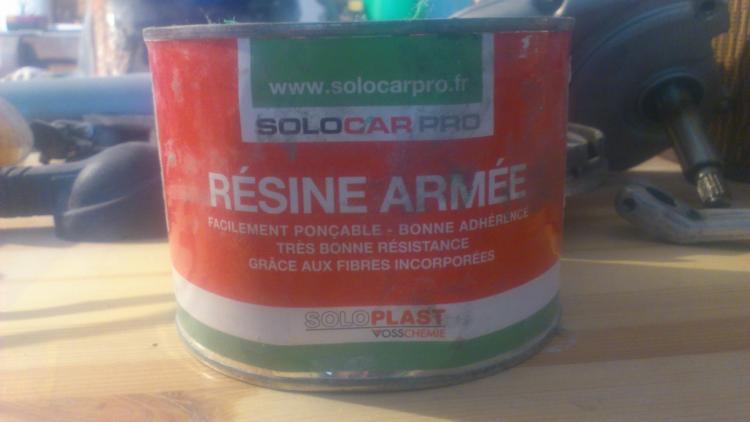 www.solocarpro.fr
SOLOCAR PRO
RÉSINE ARMÉE
FACILEMENT PONÇABLE - BONNE ADHÉRENCE
TRÈS BONNE RÉSISTANCE
GRÂCE AUX FIBRES INCORPORÉES
SOLOPLAST
VOSSCHEMIE